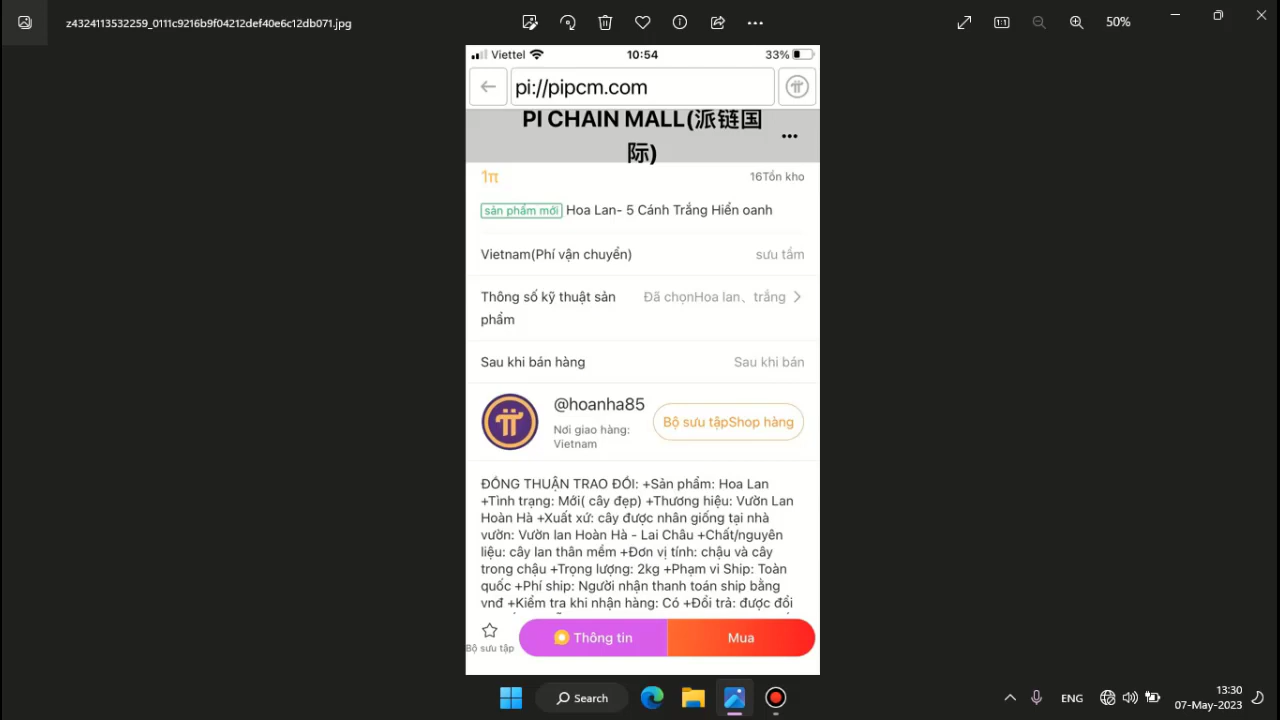 z4324113532259_0111c9216b9f04212def40e6c12db071.jpg
50%
Viettel
10:54
33%
pi://pipcm.com
PI CHAIN MALL(派链国
际)
1π
16Tồn kho
sản phẩm mới Hoa Lan- 5 Cánh Trắng Hiển oanh
Vietnam(Phí vận chuyển)
sưu tầm
Thông số kỹ thuật sản
phẩm
Đã chọnHoa lan、trắng
Sau khi bán hàng
Sau khi bán
@hoanha85
Nơi giao hàng:
Vietnam
Bộ sưu tậpShop hàng
ĐỒNG THUẬN TRAO ĐỔI: +Sản phẩm: Hoa Lan
+Tình trạng: Mới( cây đẹp) +Thương hiệu: Vườn Lan
Hoàn Hà +Xuất xứ: cây được nhân giống tại nhà
vườn: Vườn lan Hoàn Hà - Lai Châu +Chất/nguyên
liệu: cây lan thân mềm +Đơn vị tính: chậu và cây
trong chậu +Trọng lượng: 2kg +Phạm vi Ship: Toàn
quốc +Phí ship: Người nhận thanh toán ship bằng
vnđ +Kiểm tra khi nhận hàng: Có +Đổi trả: được đổi
Bộ sưu tập
Thông tin
Mua
Search
ENG
13:30
07-May-2023